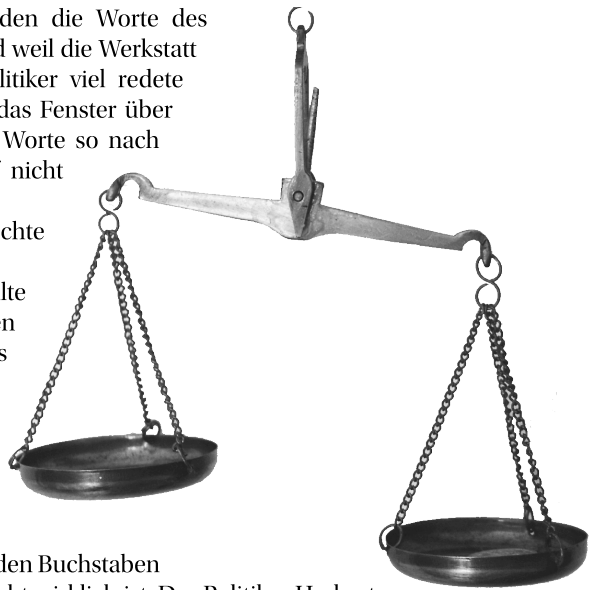 den die Worte des
weil die Werkstatt
litiker viel redete
das Fenster über
Worte so nach
nicht
chte
lte
en
s
den Buchstaben